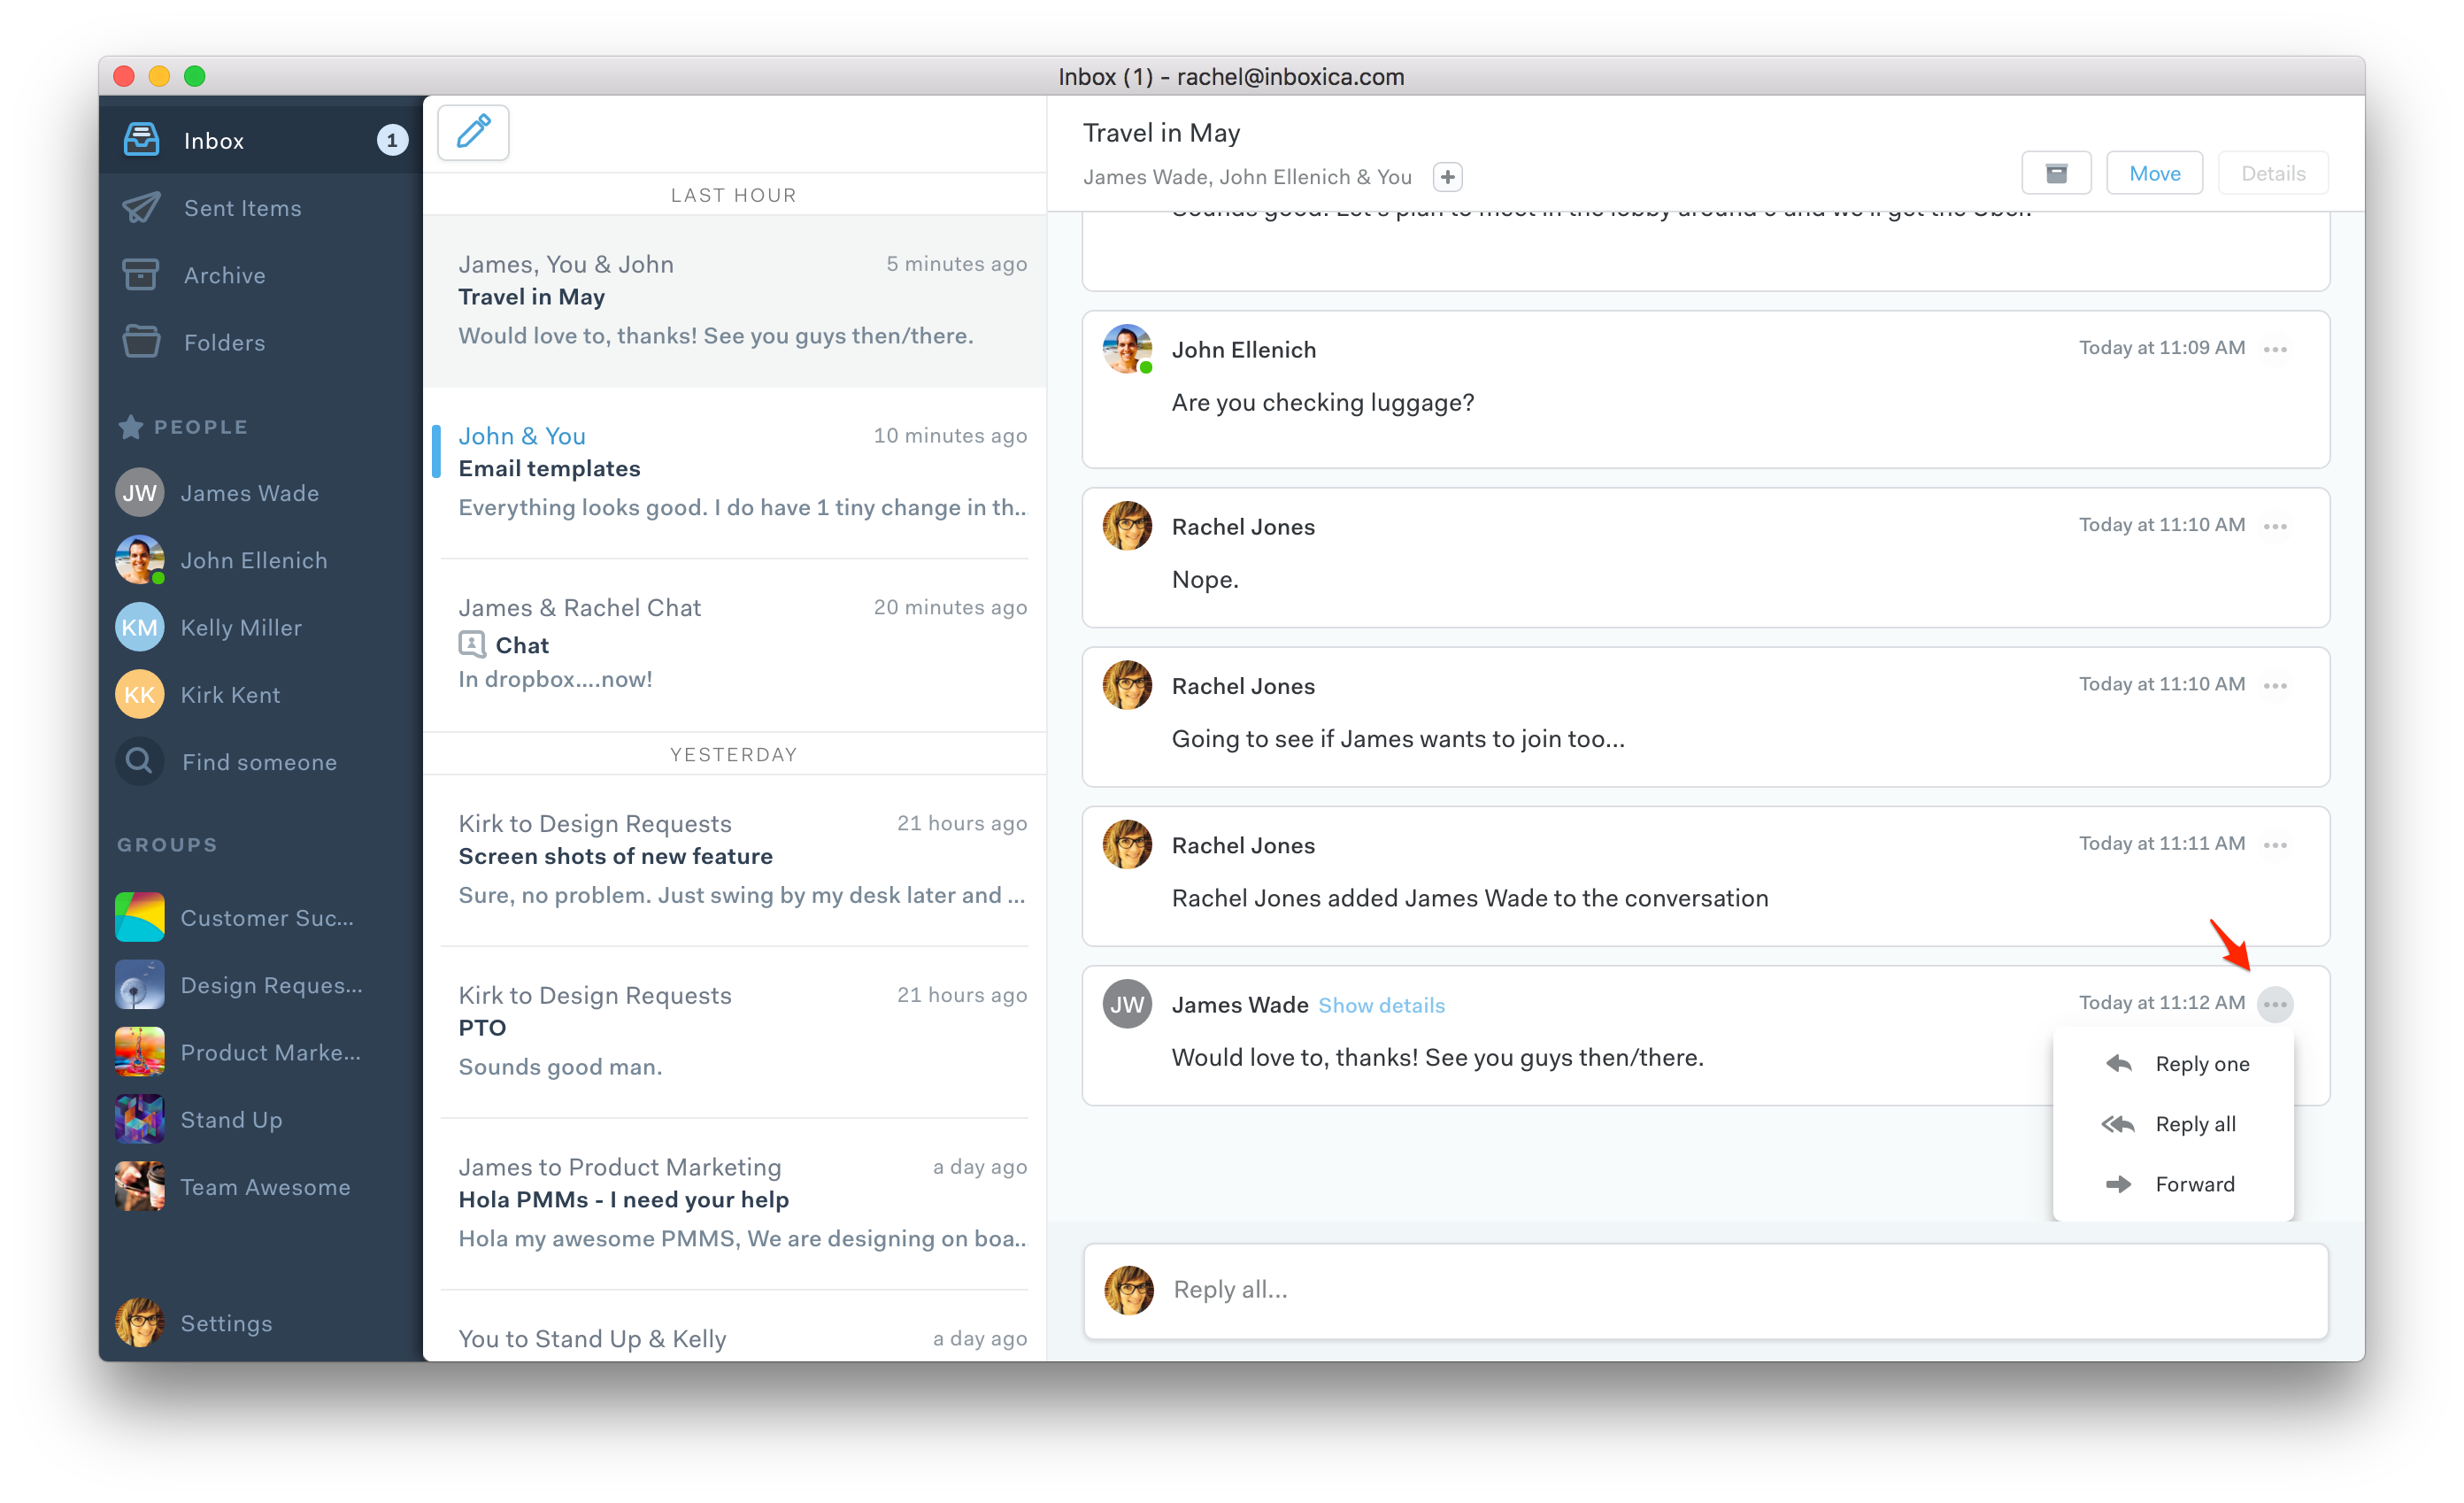 Inbox (1) - rachel@inboxica.com
Inbox
1
Sent Items
Archive
Folders
PEOPLE
JW
James Wade
John Ellenich
KM
Kelly Miller
KK
Kirk Kent
Find someone
GROUPS
Customer Suc...
Design Reques...
Product Marke...
Stand Up
Team Awesome
Settings
LAST HOUR
James, You & John
5 minutes ago
Travel in May
Would love to, thanks! See you guys then/there.
John & You
10 minutes ago
Email templates
Everything looks good. I do have 1 tiny change in th...
James & Rachel Chat
20 minutes ago
Chat
In dropbox....now!
YESTERDAY
Kirk to Design Requests
21 hours ago
Screen shots of new feature
Sure, no problem. Just swing by my desk later and ...
Kirk to Design Requests
21 hours ago
PTO
Sounds good man.
James to Product Marketing
a day ago
Hola PMMs - I need your help
Hola my awesome PMMS, We are designing on boa...
You to Stand Up & Kelly
a day ago
Travel in May
James Wade, John Ellenich & You
Move
Details
John Ellenich
Today at 11:09 AM
Are you checking luggage?
Rachel Jones
Today at 11:10 AM
Nope.
Rachel Jones
Today at 11:10 AM
Going to see if James wants to join too...
Rachel Jones
Today at 11:11 AM
Rachel Jones added James Wade to the conversation
JW
James Wade Show details
Today at 11:12 AM
Would love to, thanks! See you guys then/there.
Reply one
Reply all
Forward
Reply all...